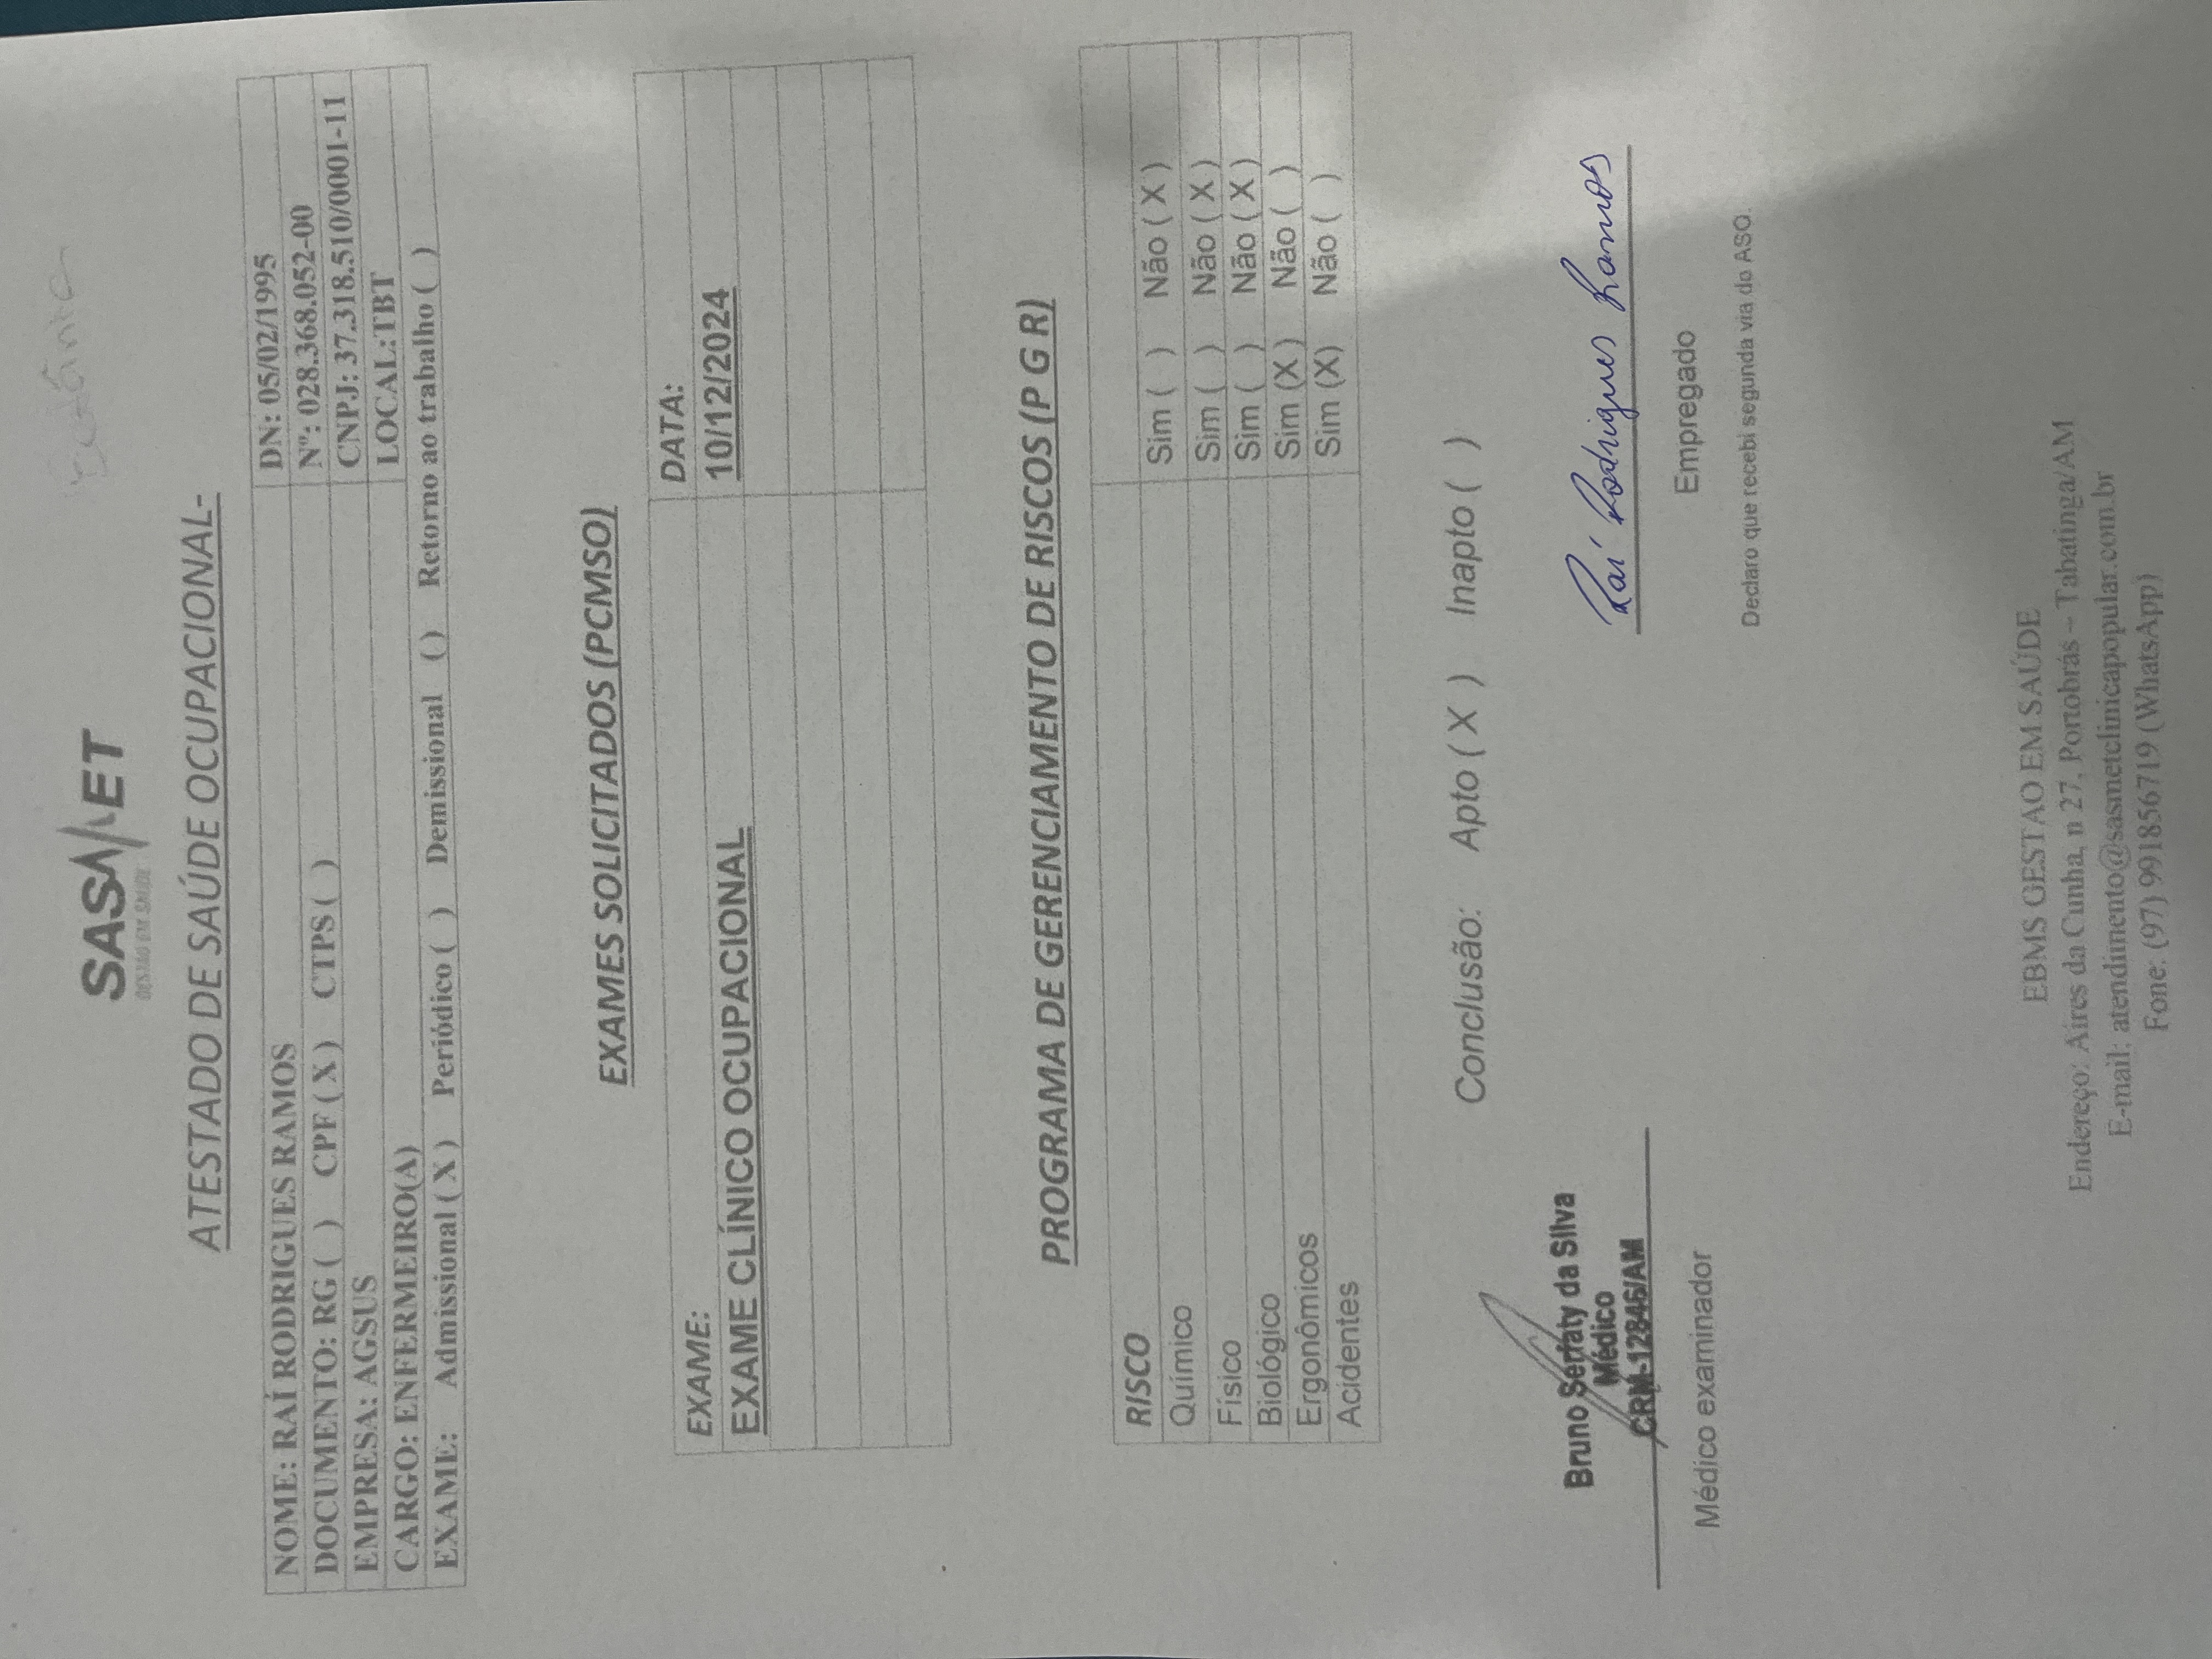 SASMET
GESTÃO EM SAÚDE
ATESTADO DE SAÚDE OCUPACIONAL-
NOME: RAÍ RODRIGUES RAMOS DN: 05/02/1995
DOCUMENTO: RG ( ) CPF ( X ) CTPS ( ) Nº: 028.368.052-00
EMPRESA: AGSUS CNPJ: 37.318.510/0001-11
CARGO: ENFERMEIRO(A) LOCAL:TBT
EXAME: Admissional ( X ) Periódico ( ) Demissional ( ) Retorno ao trabalho ( )
EXAMES SOLICITADOS (PCMSO)
EXAME: DATA:
EXAME CLÍNICO OCUPACIONAL 10/12/2024
PROGRAMA DE GERENCIAMENTO DE RISCOS (P G R)
RISCO
Químico Sim ( ) Não ( X )
Físico Sim ( ) Não ( X )
Biológico Sim ( ) Não ( X )
Ergonômicos Sim (X ) Não ( )
Acidentes Sim (X) Não ( )
Conclusão: Apto ( X ) Inapto ( )
Bruno Serfaty da Silva
Médico
CRM-12846/AM
Médico examinador
Raí Rodrigues Ramos
Empregado
Declaro que recebi segunda via do ASO.
EBMS GESTAO EM SAÚDE
Endereço: Aires da Cunha, n 27, Portobrás – Tabatinga/AM
E-mail: atendimento@sasmetclinicapopular.com.br
Fone: (97) 991856719 (WhatsApp)